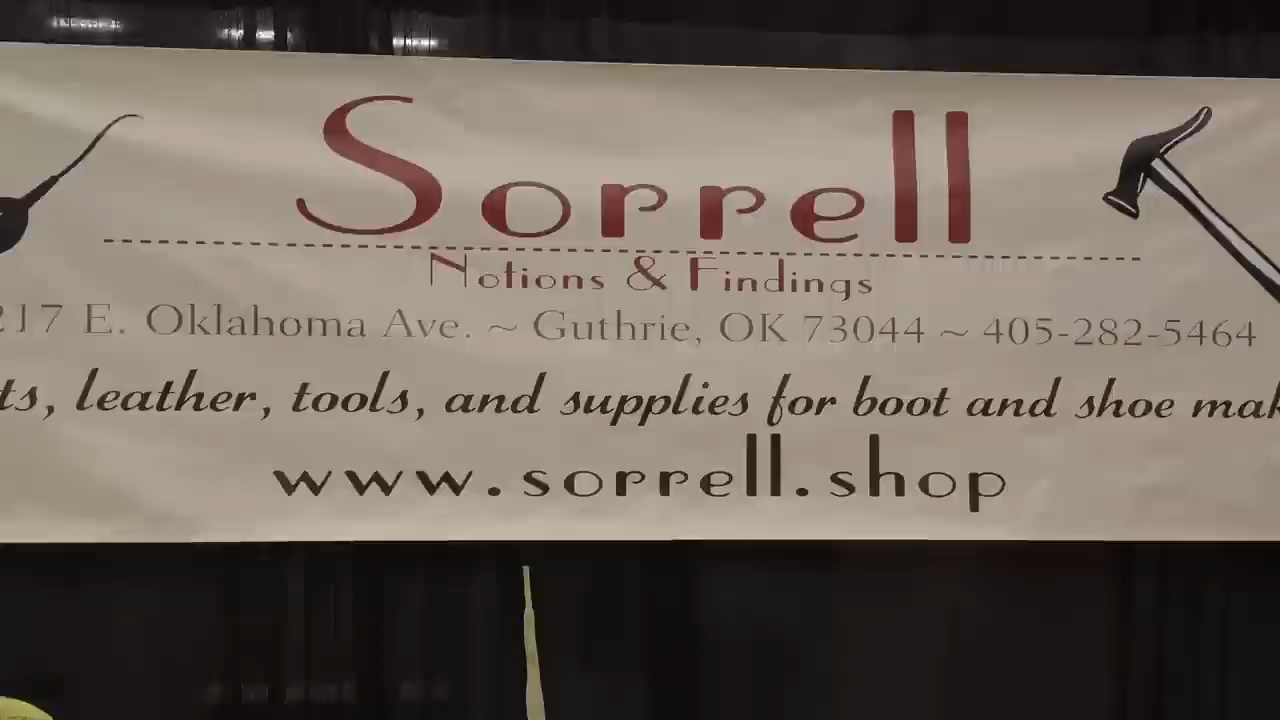 Sorrell
Notions & Findings
217 E. Oklahoma Ave. ~ Guthrie, OK 73044 ~ 405-282-5464
leather, tools, and supplies for boot and shoe
www.sorrell.shop